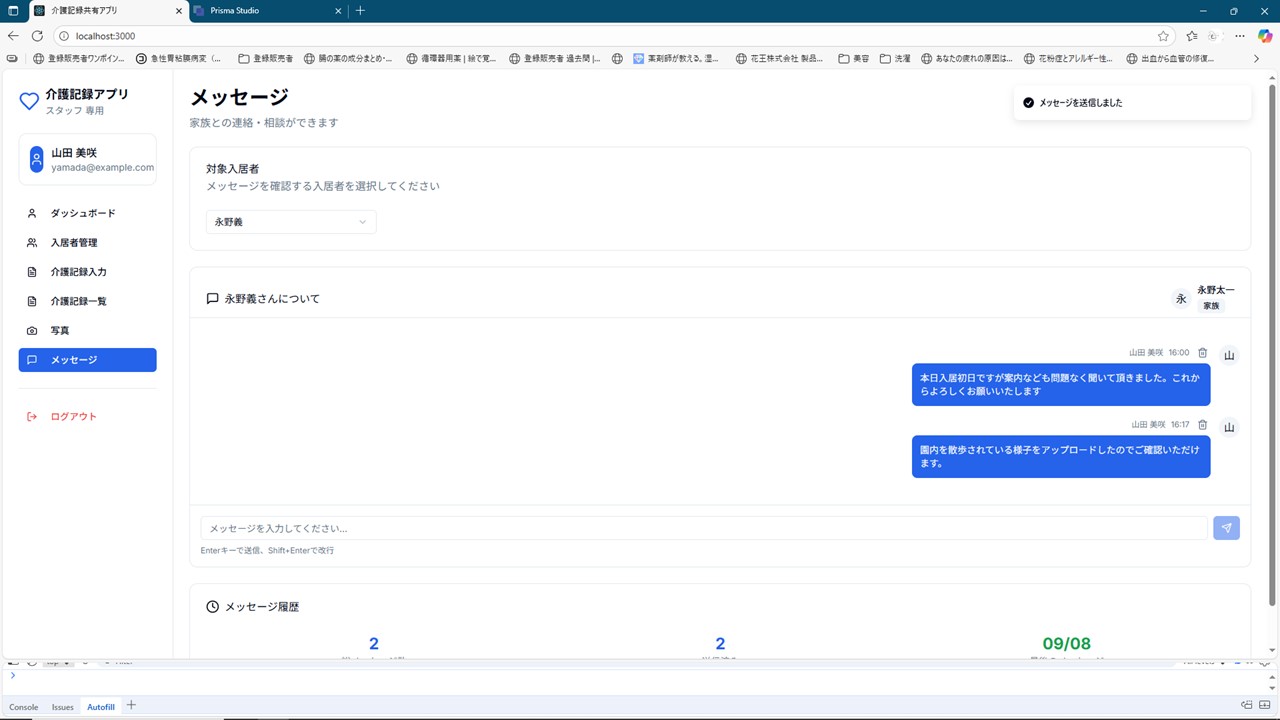 介護記録共有アプリ
Prisma Studio
localhost:3000
登録販売者ワンポイン...
急性胃粘膜病変（...
登録販売者
腸の薬の成分まとめ-...
循環器用薬 | 絵で覚...
登録販売者 過去問 |...
薬剤師が教える。湿...
花王株式会社 製品...
美容
洗濯
あなたの疲れの原因は...
花粉症とアレルギー性...
出血から血管の修復...
介護記録アプリ
スタッフ 専用
山田 美咲
yamada@example.com
ダッシュボード
入居者管理
介護記録入力
介護記録一覧
写真
メッセージ
ログアウト
メッセージ
家族との連絡・相談ができます
メッセージを送信しました
対象入居者
メッセージを確認する入居者を選択してください
永野義
永野義さんについて
永
永野太一
家族
山田 美咲 16:00
山
本日入居初日ですが案内なども問題なく聞いて頂きました。これか
らよろしくお願いいたします
山田 美咲 16:17
山
園内を散歩されている様子をアップロードしたのでご確認いただけ
ます。
メッセージを入力してください...
Enterキーで送信、Shift+Enterで改行
メッセージ履歴
2
2
09/08
Console
Issues
Autofill